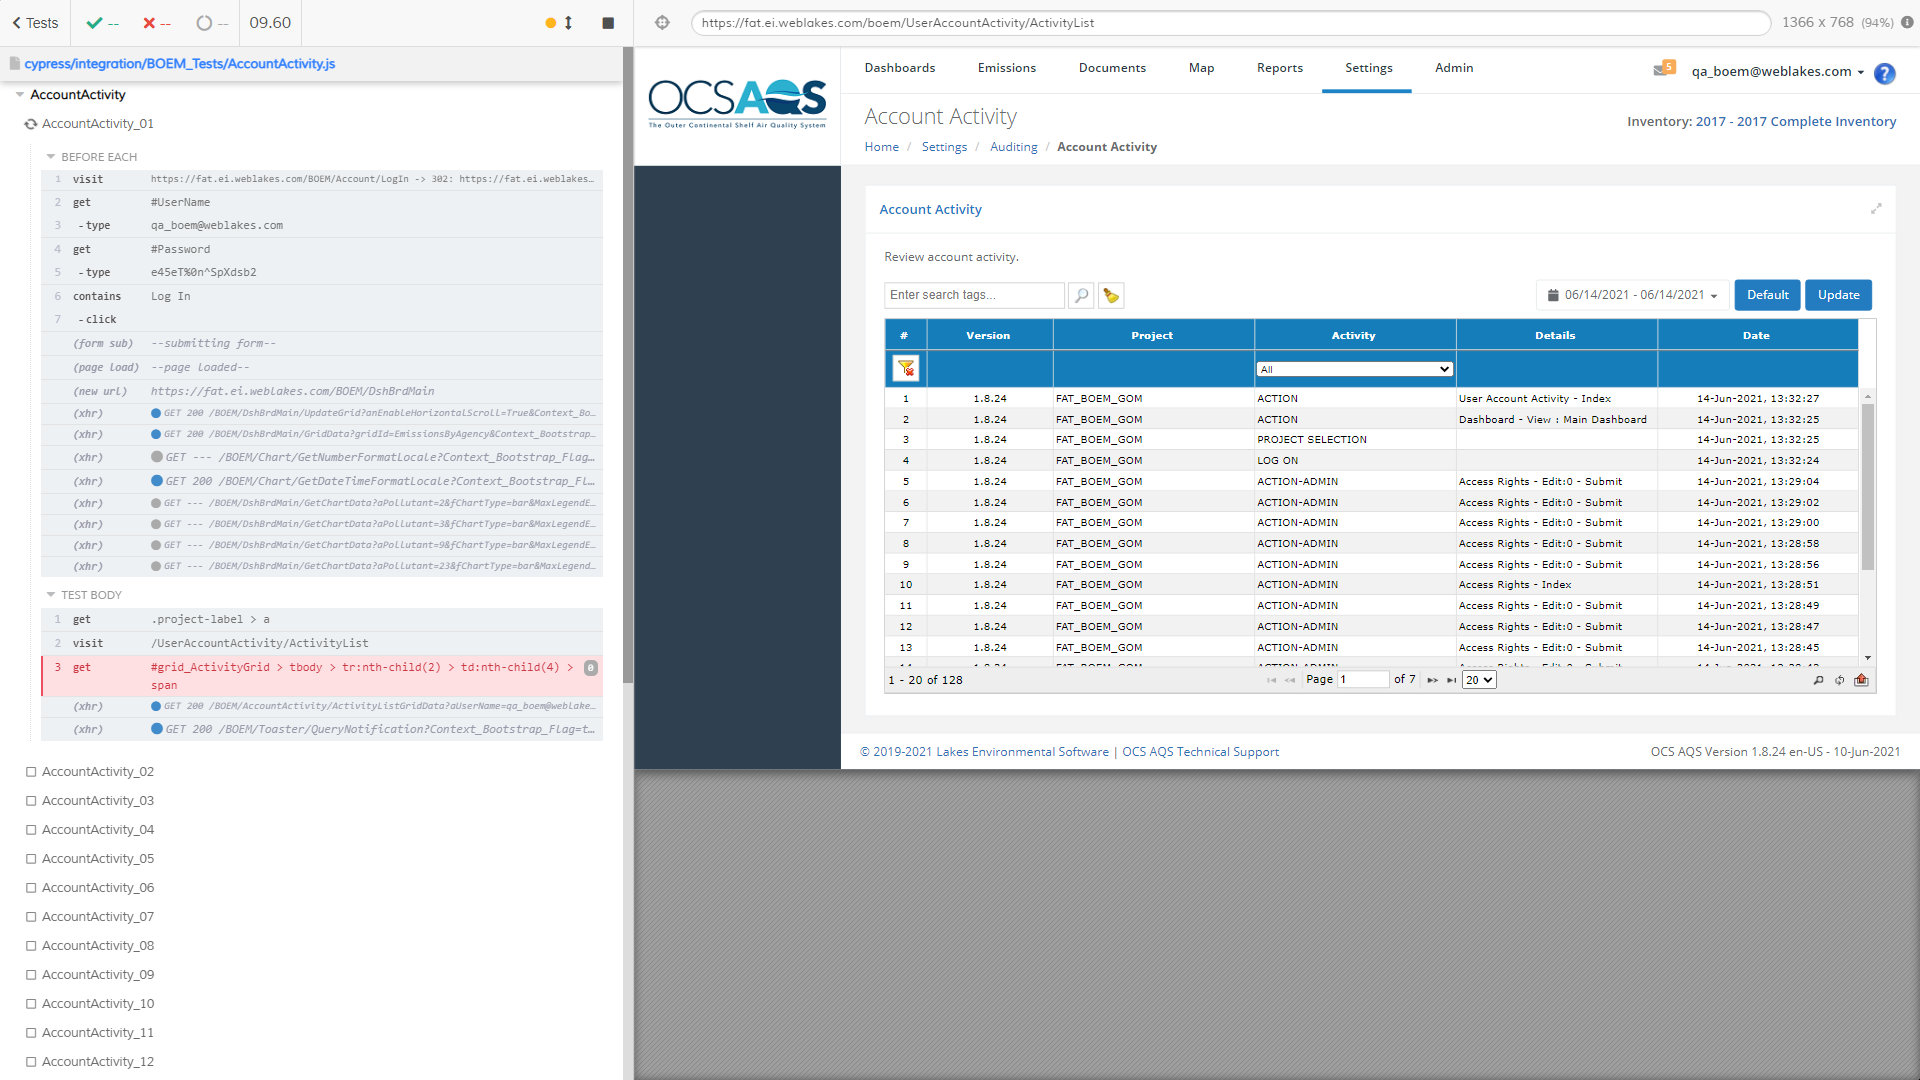 Tests
--
--
--
09.60
https://fat.ei.weblakes.com/boem/UserAccountActivity/ActivityList
1366 x 768 (94%)
cypress/integration/BOEM_Tests/AccountActivity.js
AccountActivity
AccountActivity_01
BEFORE EACH
1 visit https://fat.ei.weblakes.com/BOEM/Account/LogIn -> 302: https://fat.ei.weblakes...
2 get #UserName
3 - type qa_boem@weblakes.com
4 get #Password
5 - type e45eT%0n^SpXdsb2
6 contains Log In
7 - click
(form sub) --submitting form--
(page load) --page loaded--
(new url) https://fat.ei.weblakes.com/BOEM/DshBrdMain
(xhr) GET 200 /BOEM/DshBrdMain/UpdateGrid?anEnableHorizontalScroll=True&Context_Bo...
(xhr) GET 200 /BOEM/DshBrdMain/GridData?gridId=EmissionsByAgency&Context_Bootstrap...
(xhr) GET --- /BOEM/Chart/GetNumberFormatLocale?Context_Bootstrap_Flag...
(xhr) GET 200 /BOEM/Chart/GetDateTimeFormatLocale?Context_Bootstrap_Fl...
(xhr) GET --- /BOEM/DshBrdMain/GetChartData?aPollutant=2&fChartType=bar&MaxLegendE...
(xhr) GET --- /BOEM/DshBrdMain/GetChartData?aPollutant=3&fChartType=bar&MaxLegendE...
(xhr) GET --- /BOEM/DshBrdMain/GetChartData?aPollutant=9&fChartType=bar&MaxLegendE...
(xhr) GET --- /BOEM/DshBrdMain/GetChartData?aPollutant=23&fChartType=bar&MaxLegend...
TEST BODY
1 get .project-label > a
2 visit /UserAccountActivity/ActivityList
3 get #grid_ActivityGrid > tbody > tr:nth-child(2) > td:nth-child(4) > 0
span
(xhr) GET 200 /BOEM/AccountActivity/ActivityListGridData?aUserName=qa_boem@weblake...
(xhr) GET 200 /BOEM/Toaster/QueryNotification?Context_Bootstrap_Flag=t...
AccountActivity_02
AccountActivity_03
AccountActivity_04
AccountActivity_05
AccountActivity_06
AccountActivity_07
AccountActivity_08
AccountActivity_09
AccountActivity_10
AccountActivity_11
AccountActivity_12
OCSAQS
The Outer Continental Shelf Air Quality System
Dashboards Emissions Documents Map Reports Settings Admin
5 qa_boem@weblakes.com ?
Account Activity
Inventory: 2017 - 2017 Complete Inventory
Home / Settings / Auditing / Account Activity
Account Activity
Review account activity.
Enter search tags...
06/14/2021 - 06/14/2021 Default Update
# Version Project Activity Details Date
All
1 1.8.24 FAT_BOEM_GOM ACTION User Account Activity - Index 14-Jun-2021, 13:32:27
2 1.8.24 FAT_BOEM_GOM ACTION Dashboard - View : Main Dashboard 14-Jun-2021, 13:32:25
3 1.8.24 FAT_BOEM_GOM PROJECT SELECTION 14-Jun-2021, 13:32:25
4 1.8.24 FAT_BOEM_GOM LOG ON 14-Jun-2021, 13:32:24
5 1.8.24 FAT_BOEM_GOM ACTION-ADMIN Access Rights - Edit:0 - Submit 14-Jun-2021, 13:29:04
6 1.8.24 FAT_BOEM_GOM ACTION-ADMIN Access Rights - Edit:0 - Submit 14-Jun-2021, 13:29:02
7 1.8.24 FAT_BOEM_GOM ACTION-ADMIN Access Rights - Edit:0 - Submit 14-Jun-2021, 13:29:00
8 1.8.24 FAT_BOEM_GOM ACTION-ADMIN Access Rights - Edit:0 - Submit 14-Jun-2021, 13:28:58
9 1.8.24 FAT_BOEM_GOM ACTION-ADMIN Access Rights - Edit:0 - Submit 14-Jun-2021, 13:28:56
10 1.8.24 FAT_BOEM_GOM ACTION-ADMIN Access Rights - Index 14-Jun-2021, 13:28:51
11 1.8.24 FAT_BOEM_GOM ACTION-ADMIN Access Rights - Edit:0 - Submit 14-Jun-2021, 13:28:49
12 1.8.24 FAT_BOEM_GOM ACTION-ADMIN Access Rights - Edit:0 - Submit 14-Jun-2021, 13:28:47
13 1.8.24 FAT_BOEM_GOM ACTION-ADMIN Access Rights - Edit:0 - Submit 14-Jun-2021, 13:28:45
1 - 20 of 128 Page 1 of 7 20
© 2019-2021 Lakes Environmental Software | OCS AQS Technical Support
OCS AQS Version 1.8.24 en-US - 10-Jun-2021